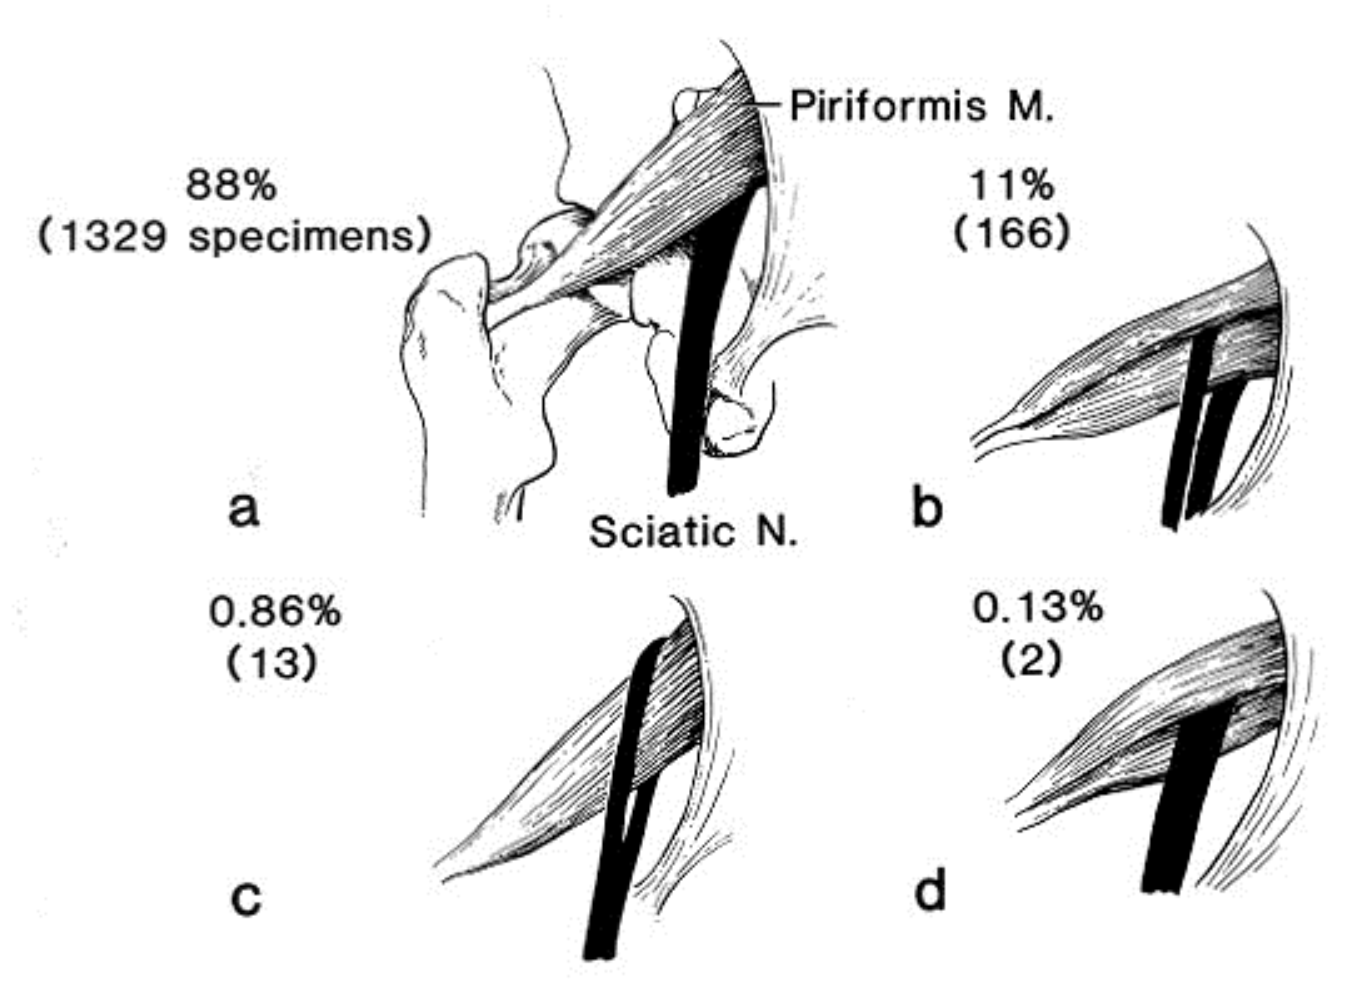 Piriformis M.
88%
(1329 specimens)
11%
(166)
a
b
Sciatic N.
0.86%
(13)
0.13%
(2)
c
d